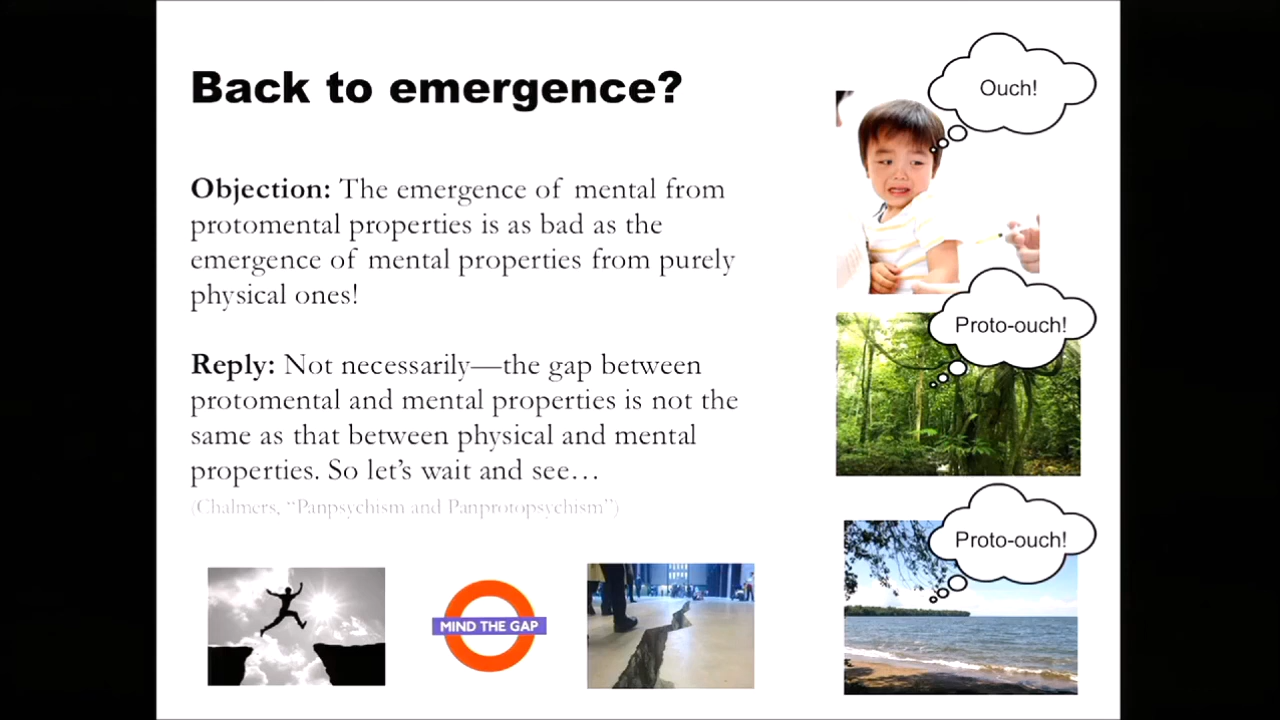 Back to emergence?
Objection: The emergence of mental from
protomental properties is as bad as the
emergence of mental properties from purely
physical ones!
Reply: Not necessarily—the gap between
protomental and mental properties is not the
same as that between physical and mental
properties. So let's wait and see…
(Chalmers, “Panpsychism and Panprotopsychism”)
MIND THE GAP
Ouch!
Proto-ouch!
Proto-ouch!